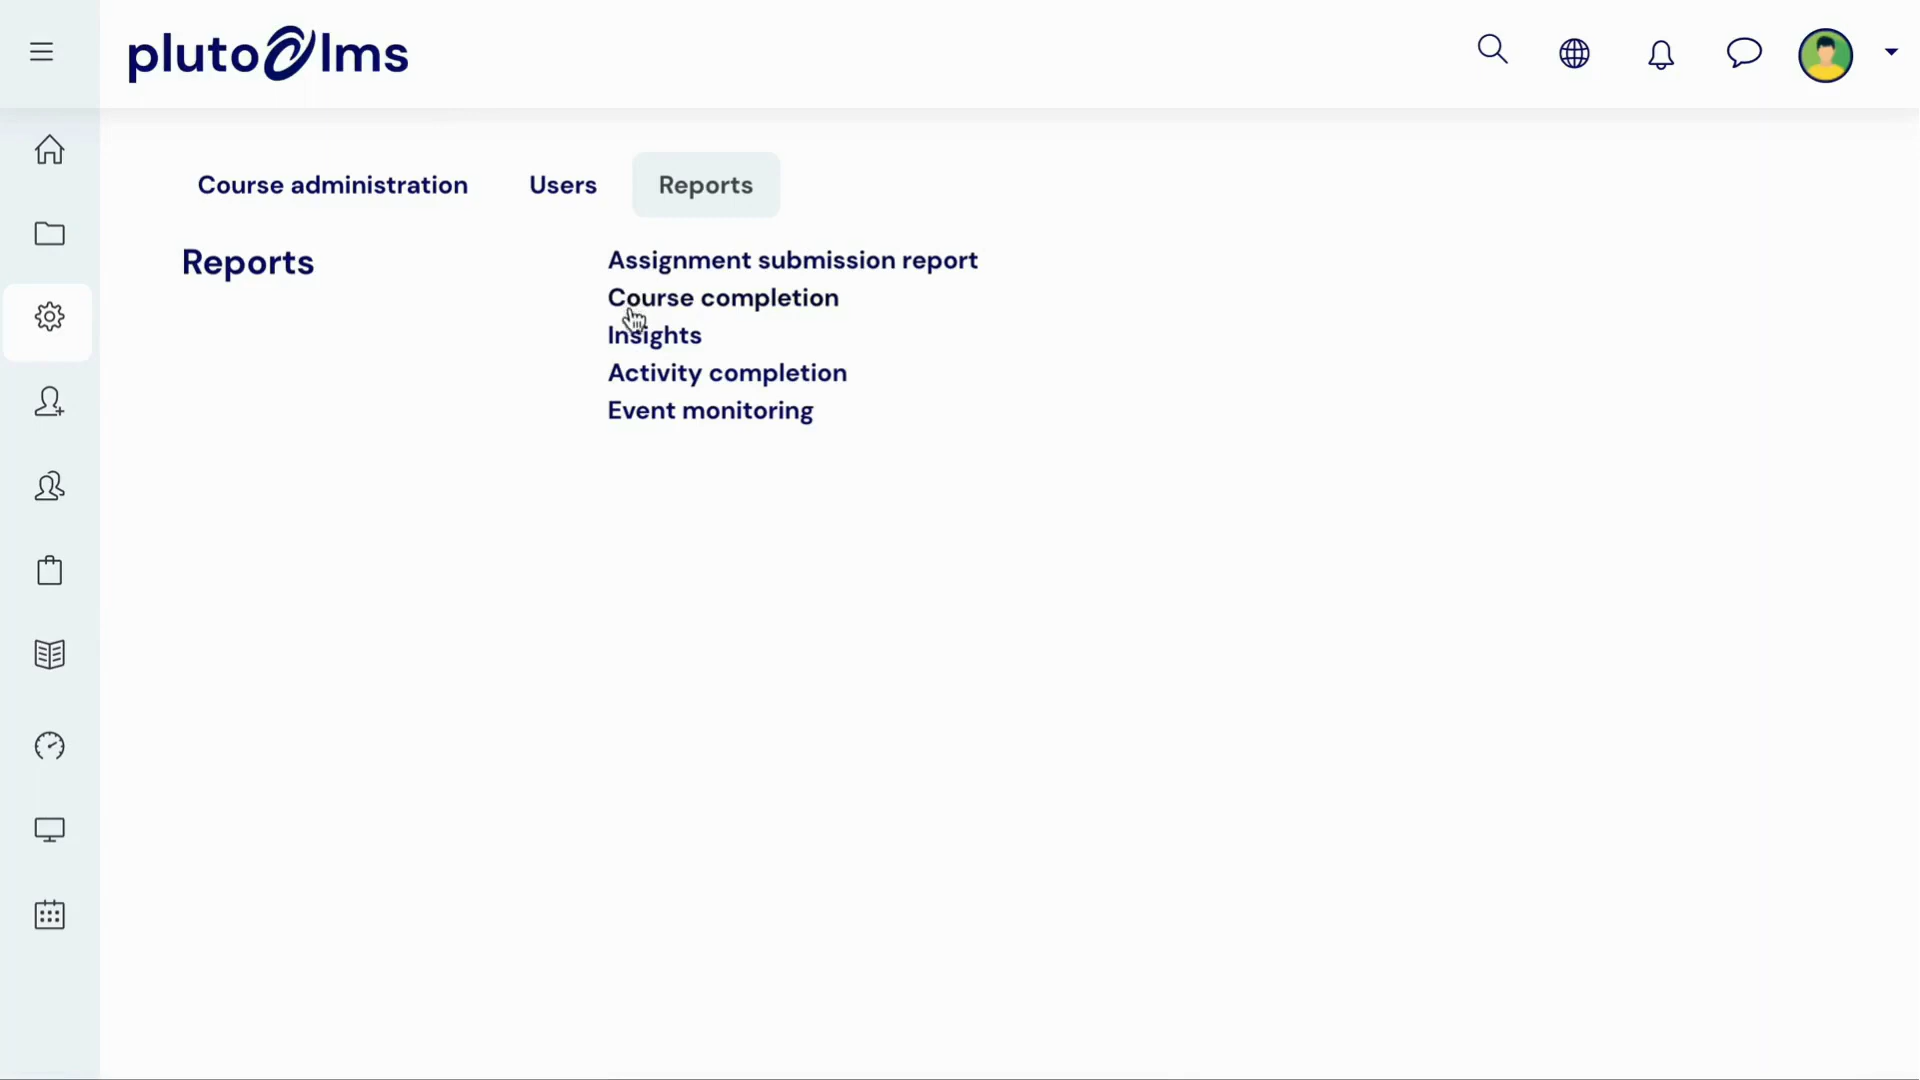 pluto lms
Course administration
Users
Reports
Reports
Assignment submission report
Course completion
Insights
Activity completion
Event monitoring